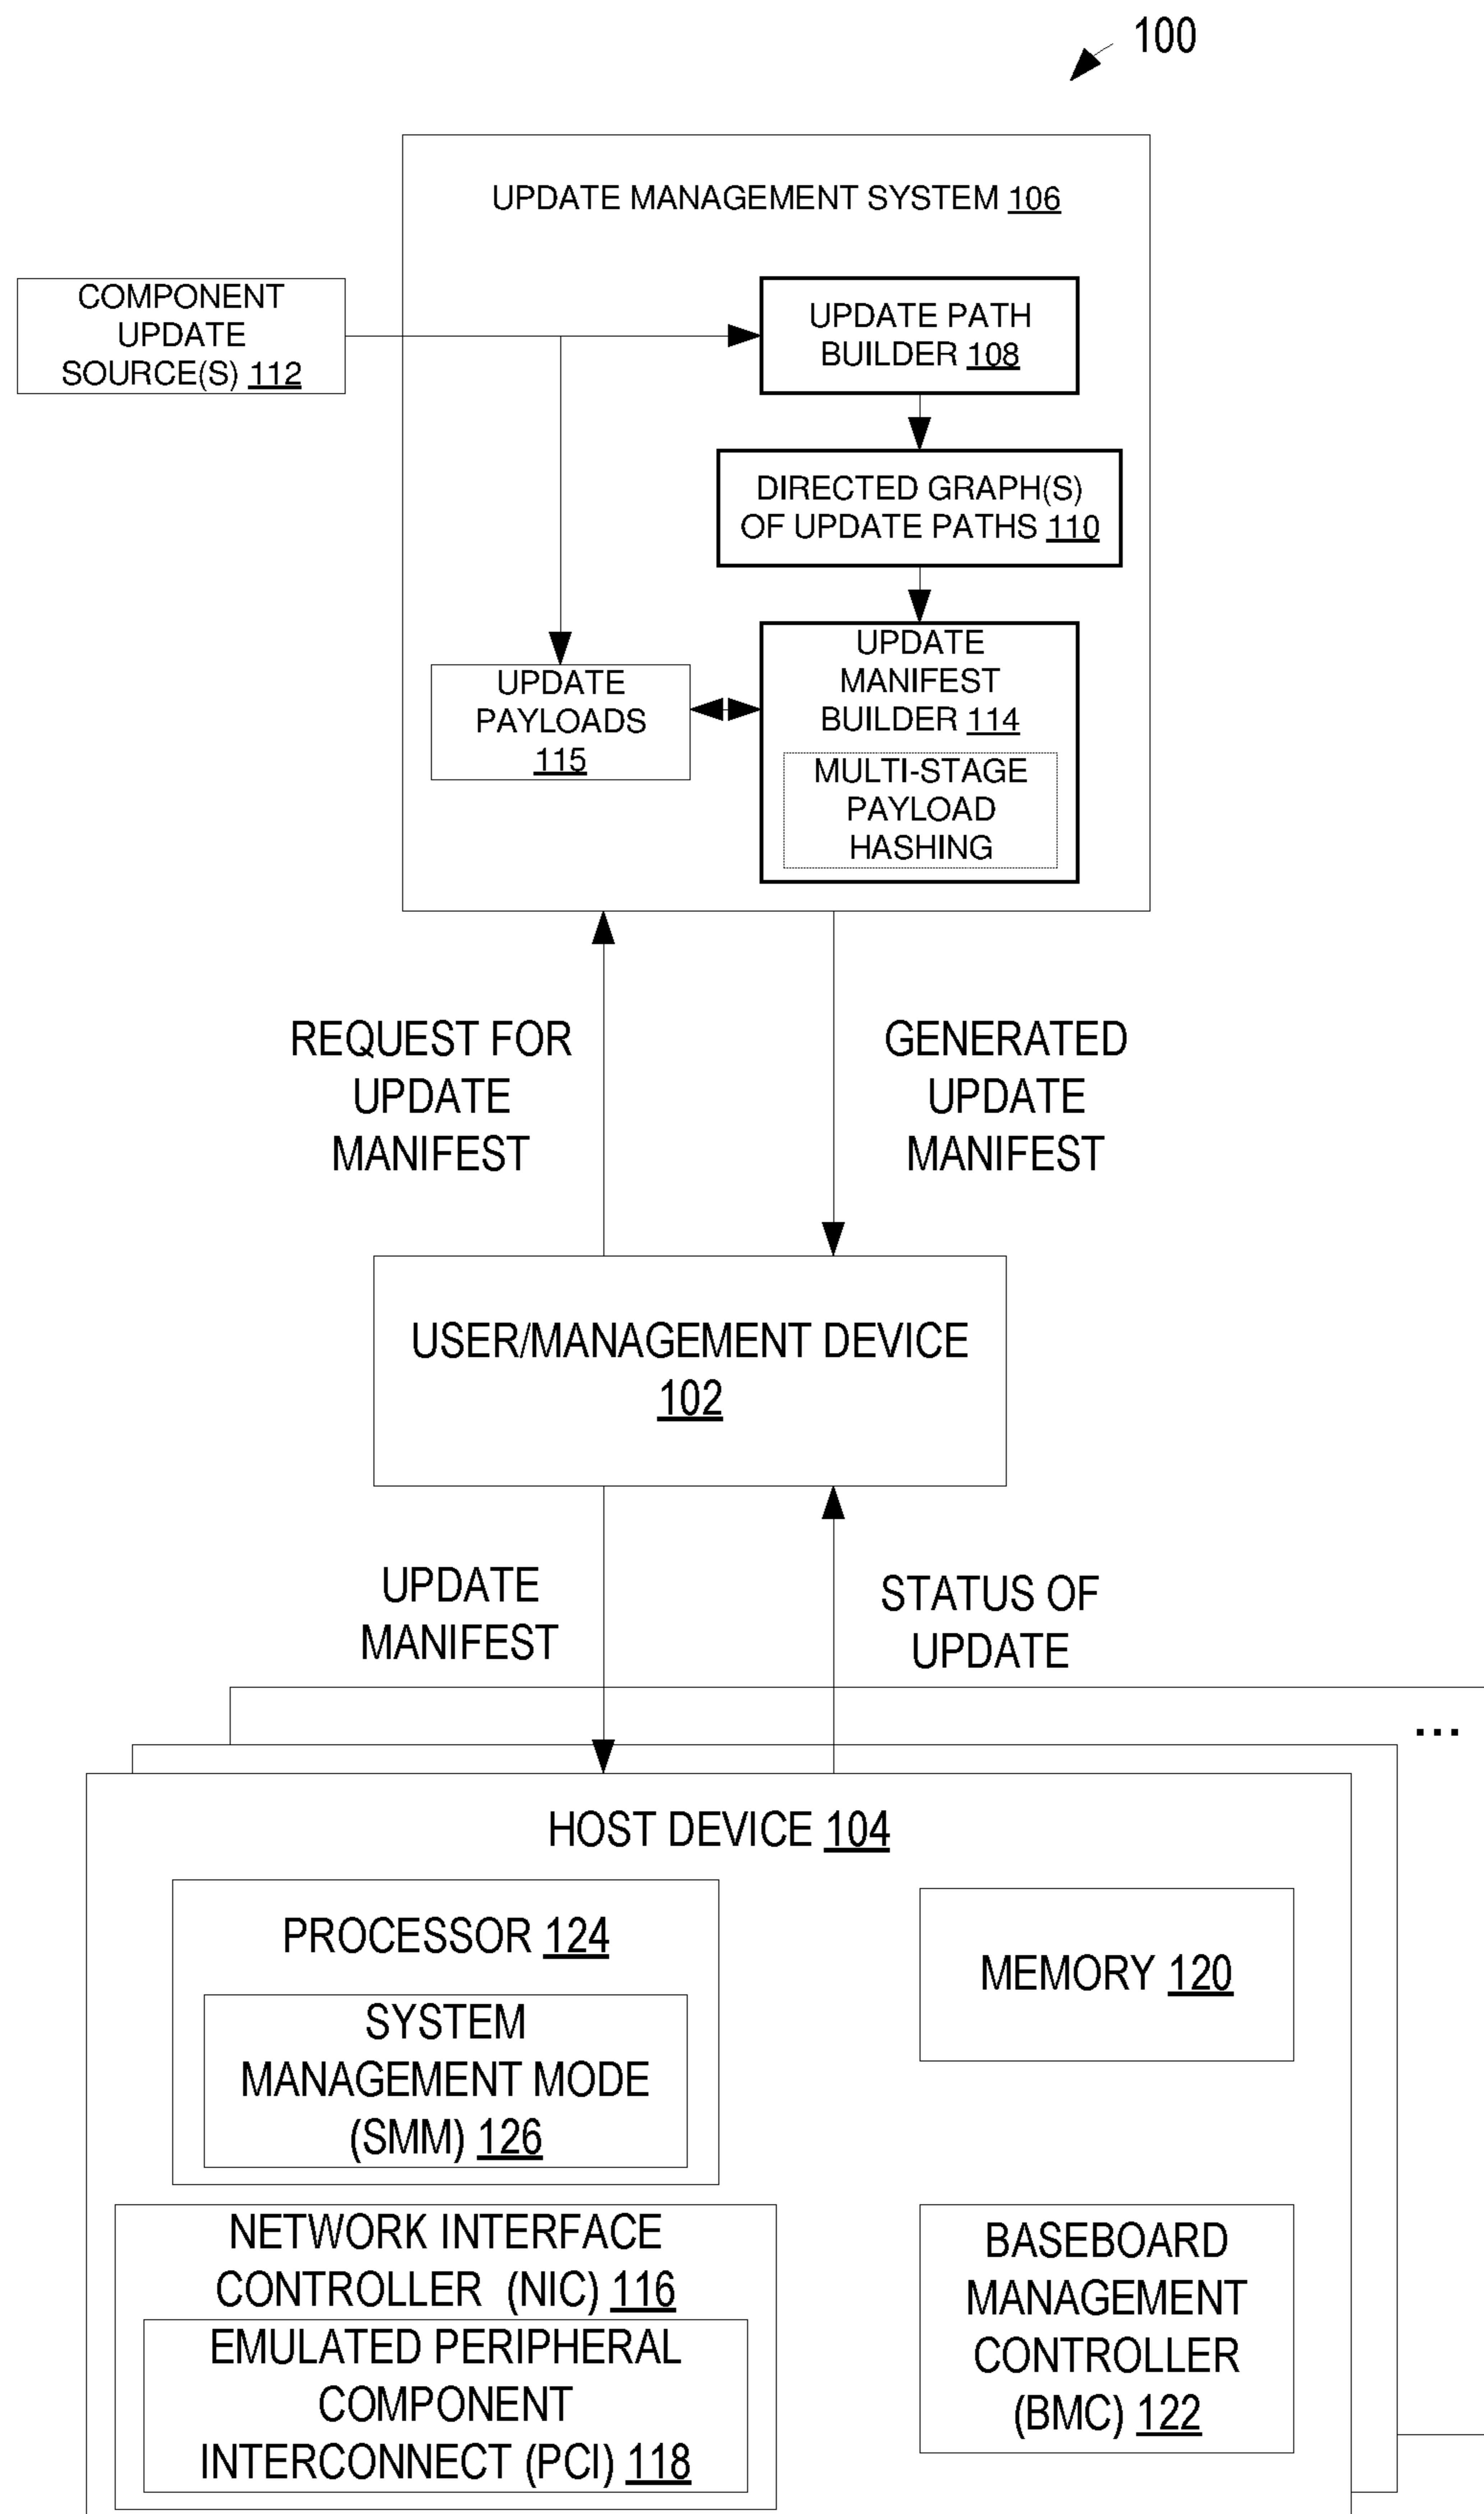 100
UPDATE MANAGEMENT SYSTEM 106
COMPONENT
UPDATE
SOURCE(S) 112
UPDATE PATH
BUILDER 108
DIRECTED GRAPH(S)
OF UPDATE PATHS 110
UPDATE
MANIFEST
BUILDER 114
UPDATE
PAYLOADS
115
MULTI-STAGE
PAYLOAD
HASHING
REQUEST FOR
UPDATE
MANIFEST
GENERATED
UPDATE
MANIFEST
USER/MANAGEMENT DEVICE
102
UPDATE
MANIFEST
STATUS OF
UPDATE
...
HOST DEVICE 104
PROCESSOR 124
SYSTEM
MANAGEMENT MODE
(SMM) 126
MEMORY 120
NETWORK INTERFACE
CONTROLLER (NIC) 116
EMULATED PERIPHERAL
COMPONENT
INTERCONNECT (PCI) 118
BASEBOARD
MANAGEMENT
CONTROLLER
(BMC) 122